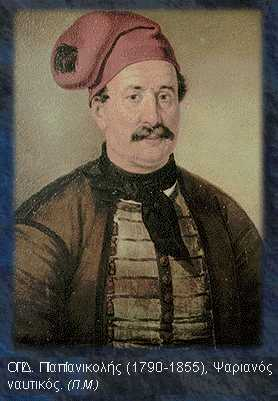 Ο Π.Δ. Παπανικολής (1790-1855), Ψαριανός
ναυτικός. (Π.Μ.)